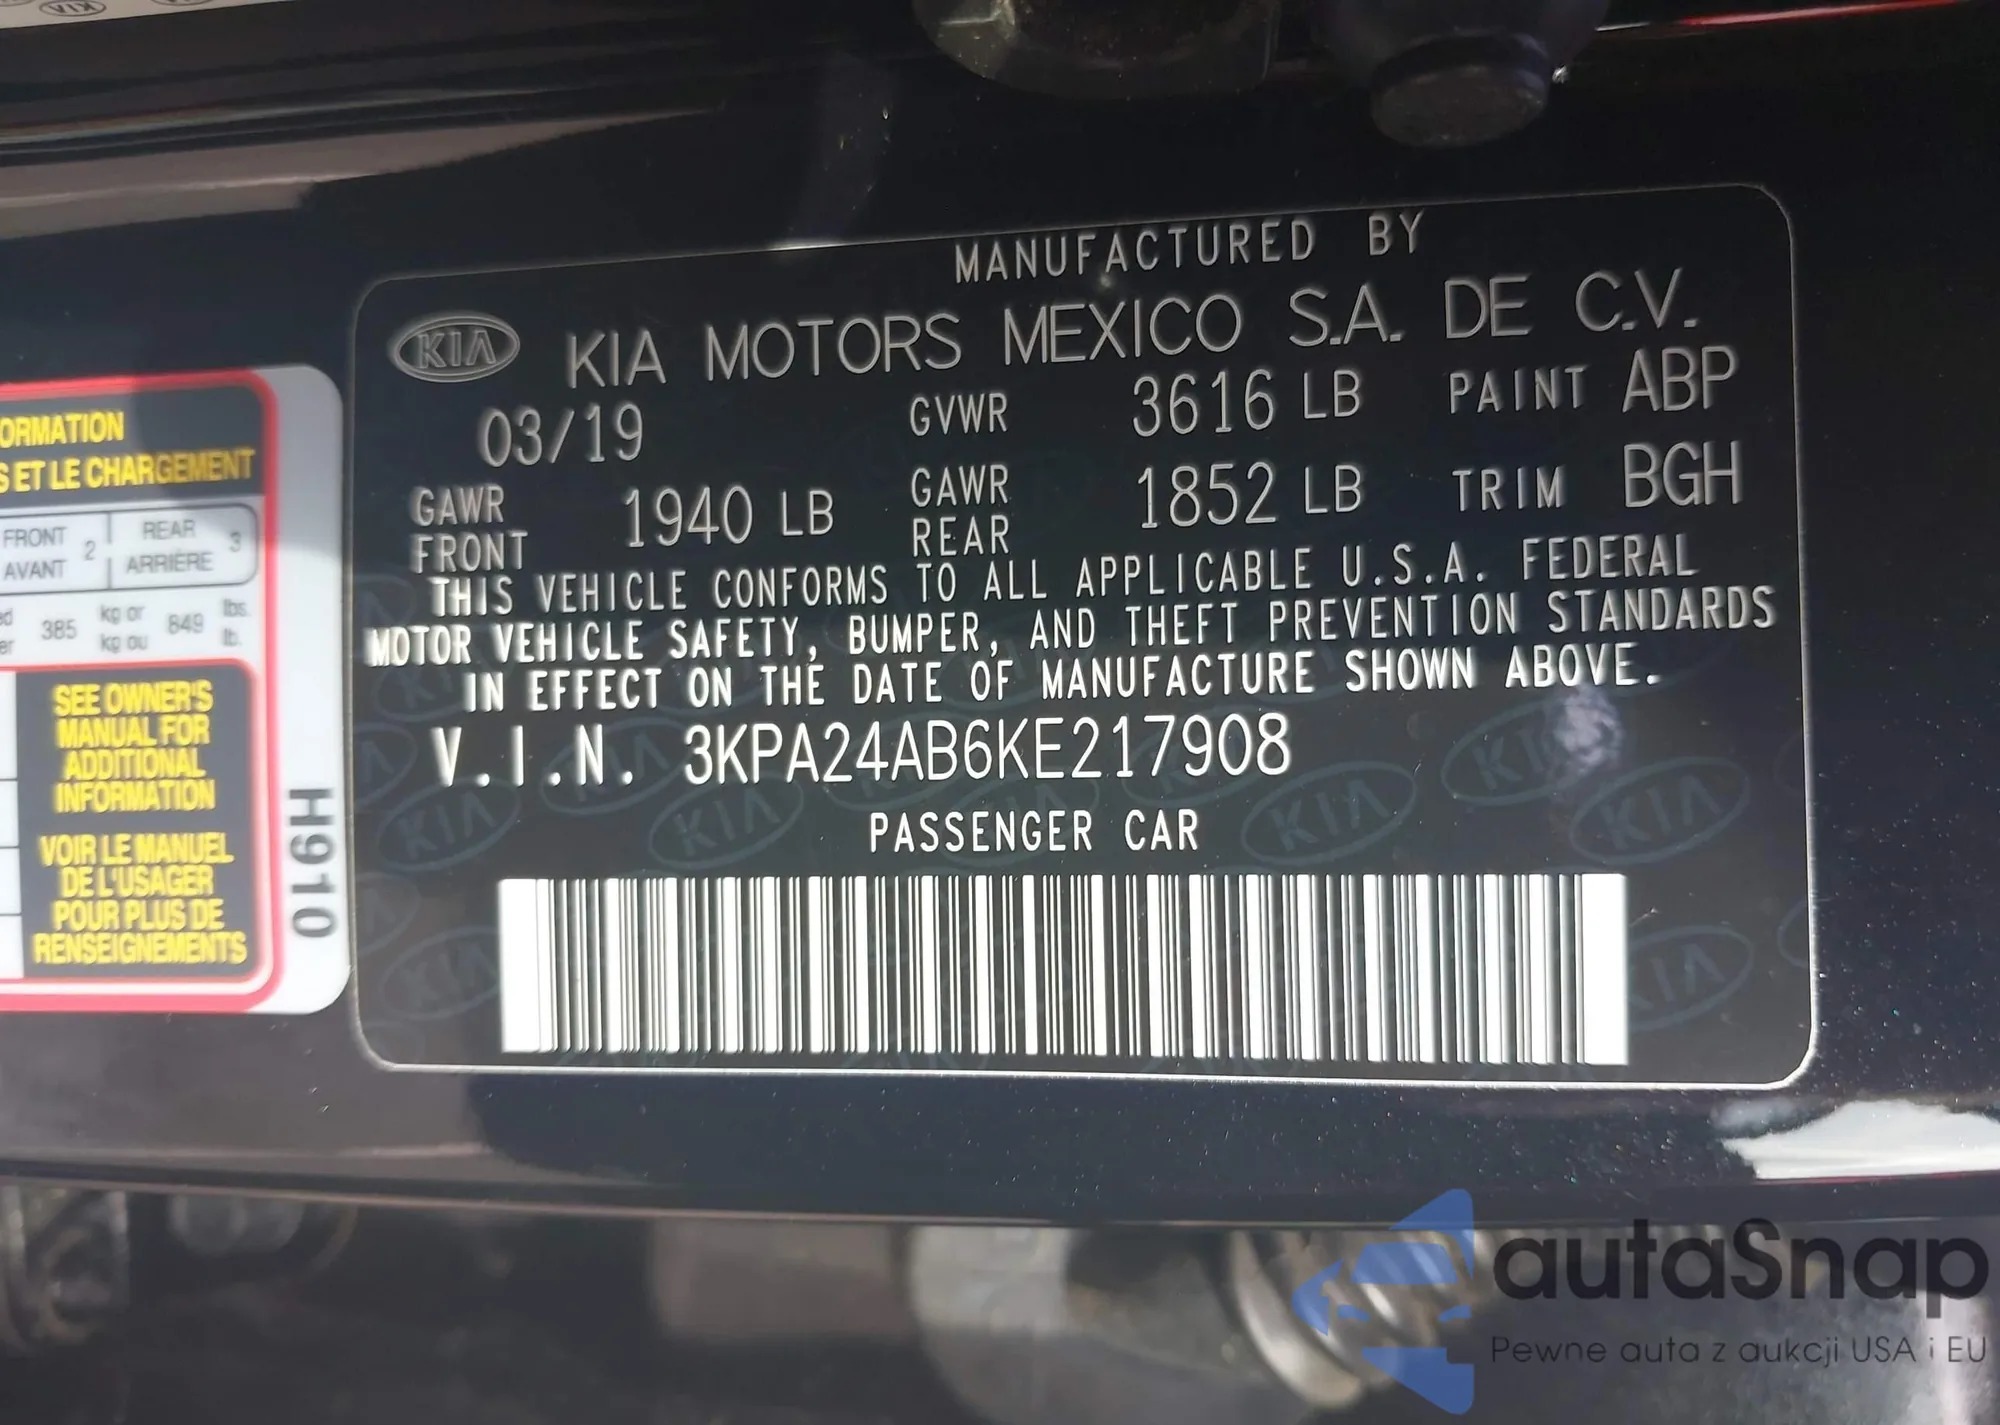 KIA
MANUFACTURED BY
KIA KIA MOTORS MEXICO S.A. DE C.V.
03/19 GVWR 3616 LB PAINT ABP
GAWR FRONT 1940 LB GAWR REAR 1852 LB TRIM BGH
THIS VEHICLE CONFORMS TO ALL APPLICABLE U.S.A. FEDERAL
MOTOR VEHICLE SAFETY, BUMPER, AND THEFT PREVENTION STANDARDS
IN EFFECT ON THE DATE OF MANUFACTURE SHOWN ABOVE.
V.I.N. 3KPA24AB6KE217908
PASSENGER CAR
ET LE CHARGEMENT
FRONT AVANT 2 REAR ARRIÈRE 3
385 kg or kg ou 849 lbs. lb.
SEE OWNER'S
MANUAL FOR
ADDITIONAL
INFORMATION
VOIR LE MANUEL
DE L'USAGER
POUR PLUS DE
RENSEIGNEMENTS
H910
autaSnap
Pewne auta z aukcji USA i EU